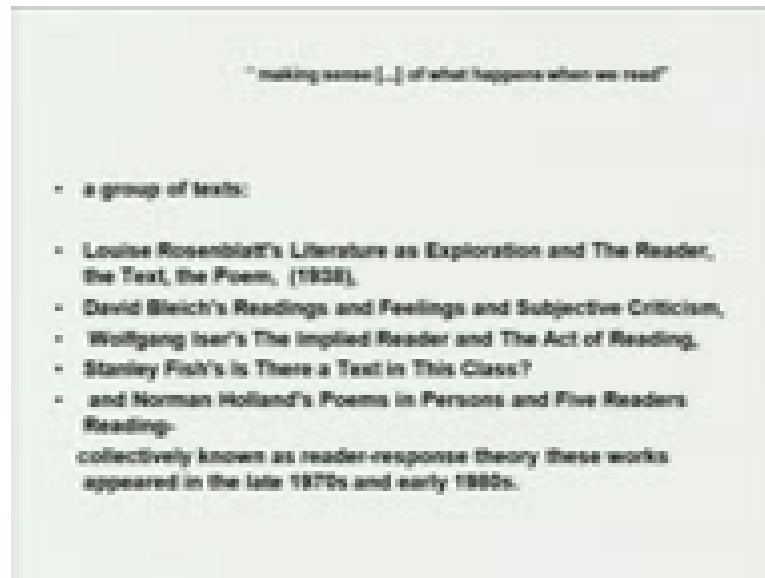 " making sense [...] of what happens when we read"
• a group of texts:
• Louise Rosenblatt's Literature as Exploration and The Reader,
the Text, the Poem, (1938),
• David Bleich's Readings and Feelings and Subjective Criticism,
• Wolfgang Iser's The Implied Reader and The Act of Reading,
• Stanley Fish's Is There a Text in This Class?
• and Norman Holland's Poems in Persons and Five Readers
Reading-
collectively known as reader-response theory these works
appeared in the late 1970s and early 1980s.